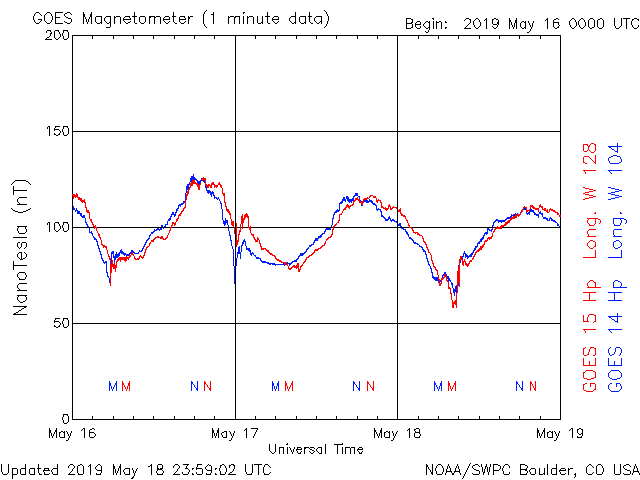 GOES Magnetometer (1 minute data)
Begin: 2019 May 16 0000 UTC
200
150
100
50
0
NanoTesla (nT)
M M N N M M N N M M N N
May 16 May 17 May 18 May 19
Universal Time
GOES 15 Hp Long. W 128
GOES 14 Hp Long. W 104
Updated 2019 May 18 23:59:02 UTC
NOAA/SWPC Boulder, CO USA